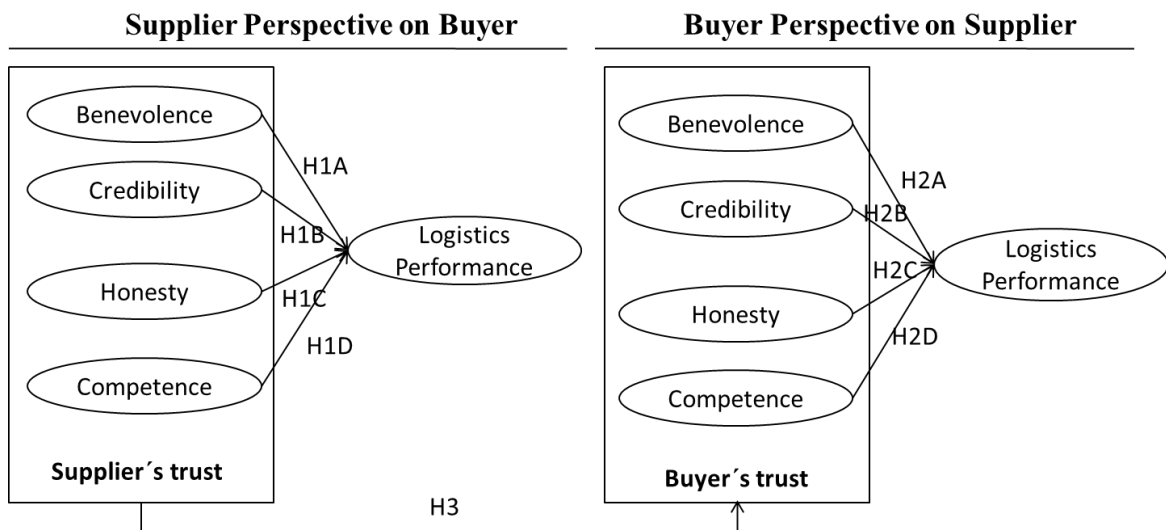 Supplier Perspective on Buyer
Benevolence
Credibility
Honesty
Competence
Supplier´s trust
H1A
H1B
H1C
H1D
Logistics
Performance
H3
Buyer Perspective on Supplier
Benevolence
Credibility
Honesty
Competence
Buyer´s trust
H2A
H2B
H2C
H2D
Logistics
Performance